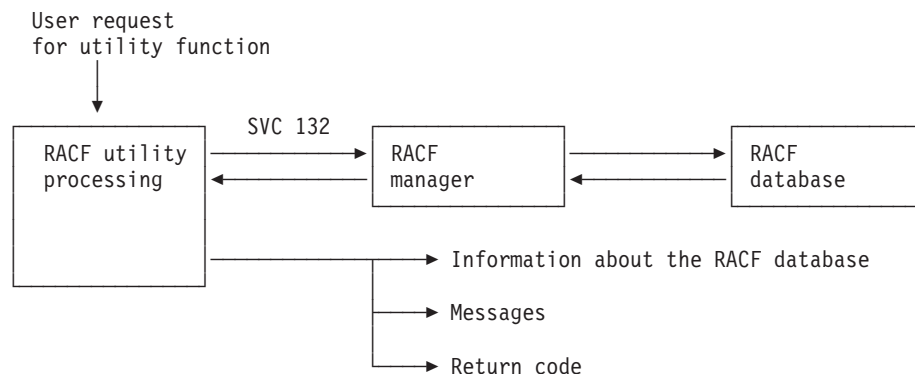 User request
for utility function
SVC 132
RACF utility
processing
RACF
manager
RACF
database
Information about the RACF database
Messages
Return code